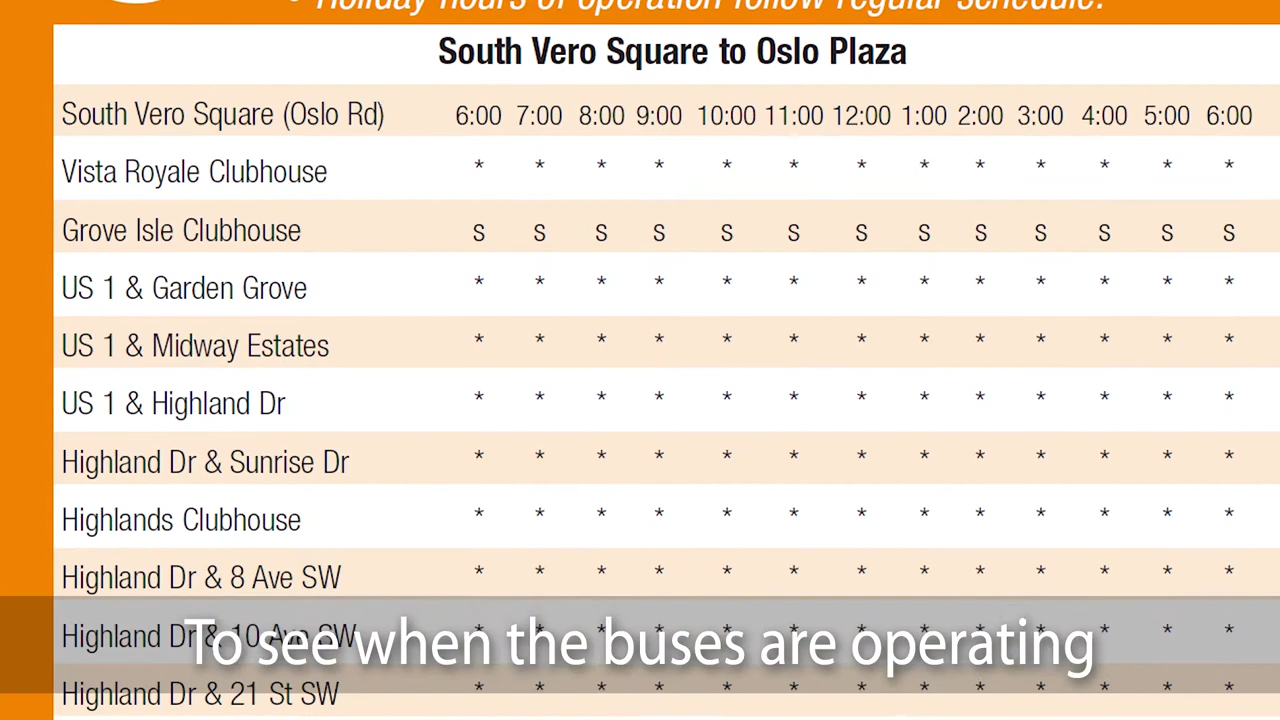 • Holiday hours of operation follow regular schedule.
South Vero Square to Oslo Plaza
South Vero Square (Oslo Rd) 6:00 7:00 8:00 9:00 10:00 11:00 12:00 1:00 2:00 3:00 4:00 5:00 6:00
Vista Royale Clubhouse * * * * * * * * * * * * *
Grove Isle Clubhouse S S S S S S S S S S S S S
US 1 & Garden Grove * * * * * * * * * * * * *
US 1 & Midway Estates * * * * * * * * * * * * *
US 1 & Highland Dr * * * * * * * * * * * * *
Highland Dr & Sunrise Dr * * * * * * * * * * * * *
Highlands Clubhouse * * * * * * * * * * * * *
Highland Dr & 8 Ave SW * * * * * * * * * * * * *
Highland Dr & 10 Ave SW * * * * * * * * * * * * *
To see when the buses are operating
Highland Dr & 21 St SW * * * * * * * * * * * * *